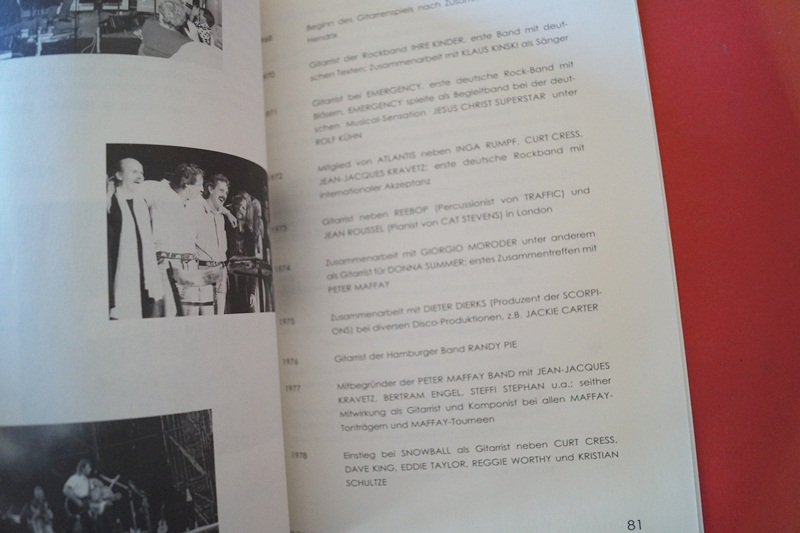 Beginn des Gitarrenspiels nach
Hendrix
1970 Gitarrist der Rockband IHRE KINDER, erste Band mit deut-
schen Texten; Zusammenarbeit mit KLAUS KINSKI als Sänger
1971 Gitarrist bei EMERGENCY, erste deutsche Rock-Band mit
Bläsern, EMERGENCY spielte als Begleitband bei der deut-
schen Musical-Sensation JESUS CHRIST SUPERSTAR unter
ROLF KÜHN
1972 Mitglied von ATLANTIS neben INGA RUMPF, CURT CRESS,
JEAN-JACQUES KRAVETZ; erste deutsche Rockband mit
internationaler Akzeptanz
1973 Gitarrist neben REEBOP (Percussionist von TRAFFIC) und
JEAN ROUSSEL (Pianist von CAT STEVENS) in London
1974 Zusammenarbeit mit GIORGIO MORODER unter anderem
als Gitarrist für DONNA SUMMER; erstes Zusammentreffen mit
PETER MAFFAY
1975 Zusammenarbeit mit DIETER DIERKS (Produzent der SCORPI-
ONS) bei diversen Disco-Produktionen, z.B. JACKIE CARTER
1976 Gitarrist der Hamburger Band RANDY PIE
1977 Mitbegründer der PETER MAFFAY BAND mit JEAN-JACQUES
KRAVETZ, BERTRAM ENGEL, STEFFI STEPHAN u.a.; seither
Mitwirkung als Gitarrist und Komponist bei allen MAFFAY-
Tonträgern und MAFFAY-Tourneen
1978 Einstieg bei SNOWBALL als Gitarrist neben CURT CRESS,
DAVE KING, EDDIE TAYLOR, REGGIE WORTHY und KRISTIAN
SCHULTZE
81